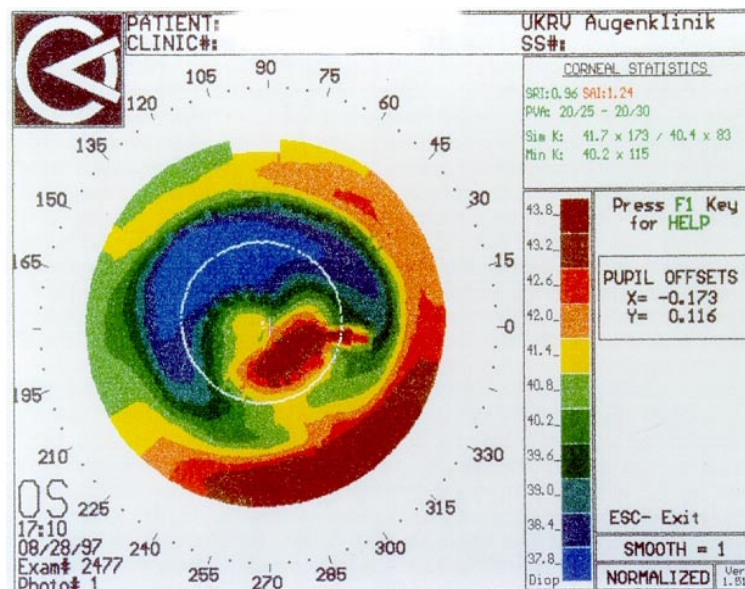 PATIENT:
CLINIC#:
UKRV Augenklinik
SS#:
CORNEAL STATISTICS
SRI:0.96 SAI:1.24
PVA: 20/25 - 20/30
Sim K: 41.7 x 173 / 40.4 x 83
Min K: 40.2 x 115
90
105
75
120
60
135
45
150
30
165
15
0
195
210
330
225
315
240
300
255
270
285
43.8
43.2
42.6
42.0
41.4
40.8
40.2
39.6
39.0
38.4
37.8
Diop
Press F1 Key
for HELP
PUPIL OFFSETS
X= -0.173
Y= 0.116
ESC- Exit
SMOOTH = 1
NORMALIZED
OS
17:10
08/28/97
Exam# 2477
Photo# 1